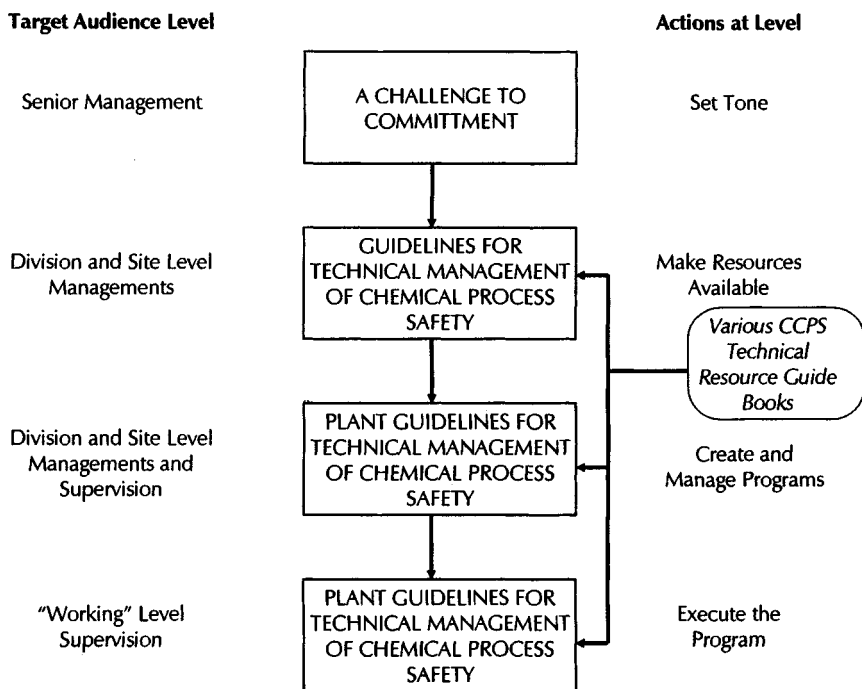 Target Audience Level
Actions at Level
Senior Management
A CHALLENGE TO
COMMITTMENT
Set Tone
Division and Site Level
Managements
GUIDELINES FOR
TECHNICAL MANAGEMENT
OF CHEMICAL PROCESS
SAFETY
Make Resources
Available
Various CCPS
Technical
Resource Guide
Books
Division and Site Level
Managements and
Supervision
PLANT GUIDELINES FOR
TECHNICAL MANAGEMENT
OF CHEMICAL PROCESS
SAFETY
Create and
Manage Programs
"Working" Level
Supervision
PLANT GUIDELINES FOR
TECHNICAL MANAGEMENT
OF CHEMICAL PROCESS
SAFETY
Execute the
Program